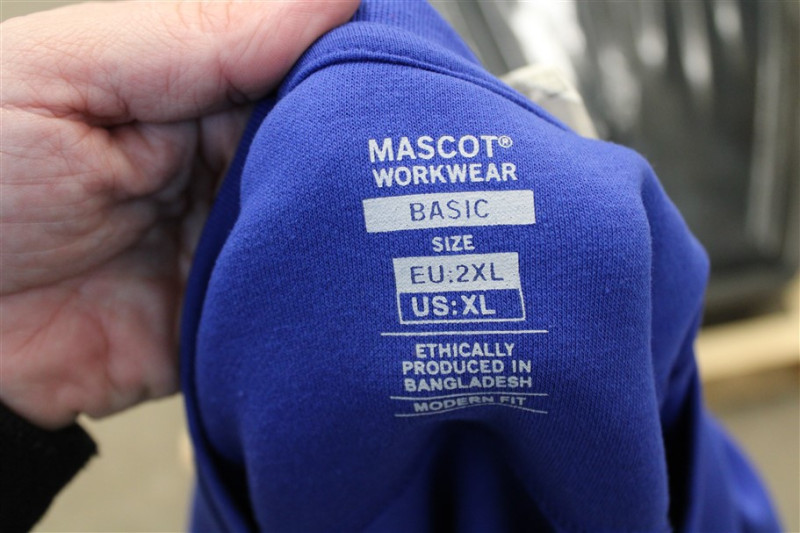 MASCOT®
WORKWEAR
BASIC
SIZE
EU:2XL
US:XL
ETHICALLY
PRODUCED IN
BANGLADESH
MODERN FIT